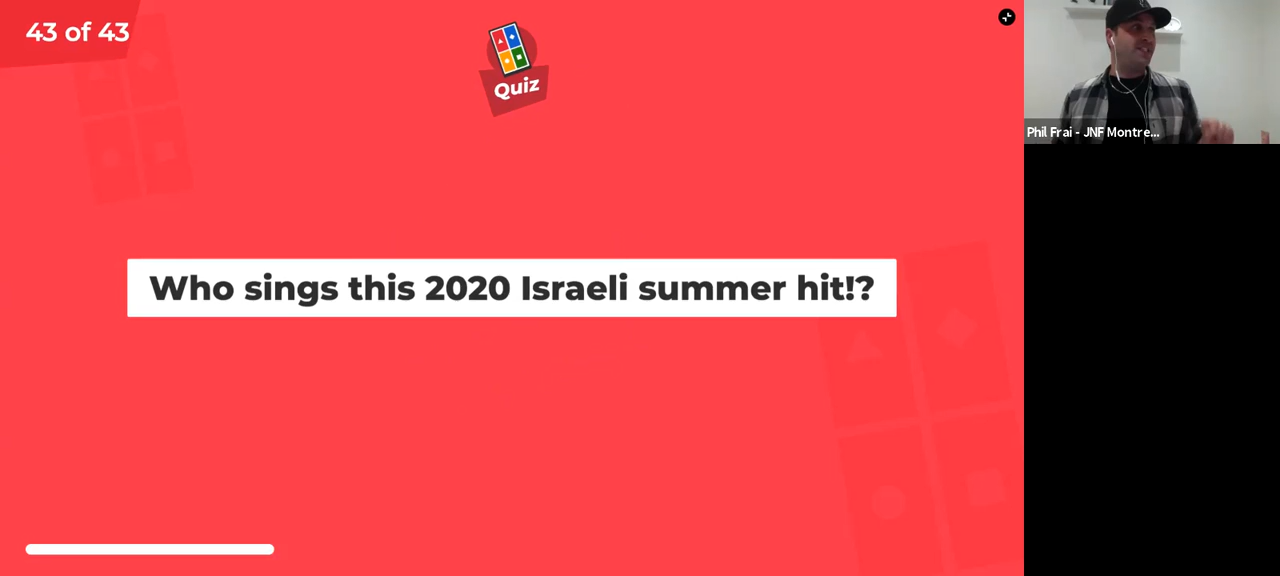 43 of 43
Quiz
Who sings this 2020 Israeli summer hit!?
Phil Frai - JNF Montre...